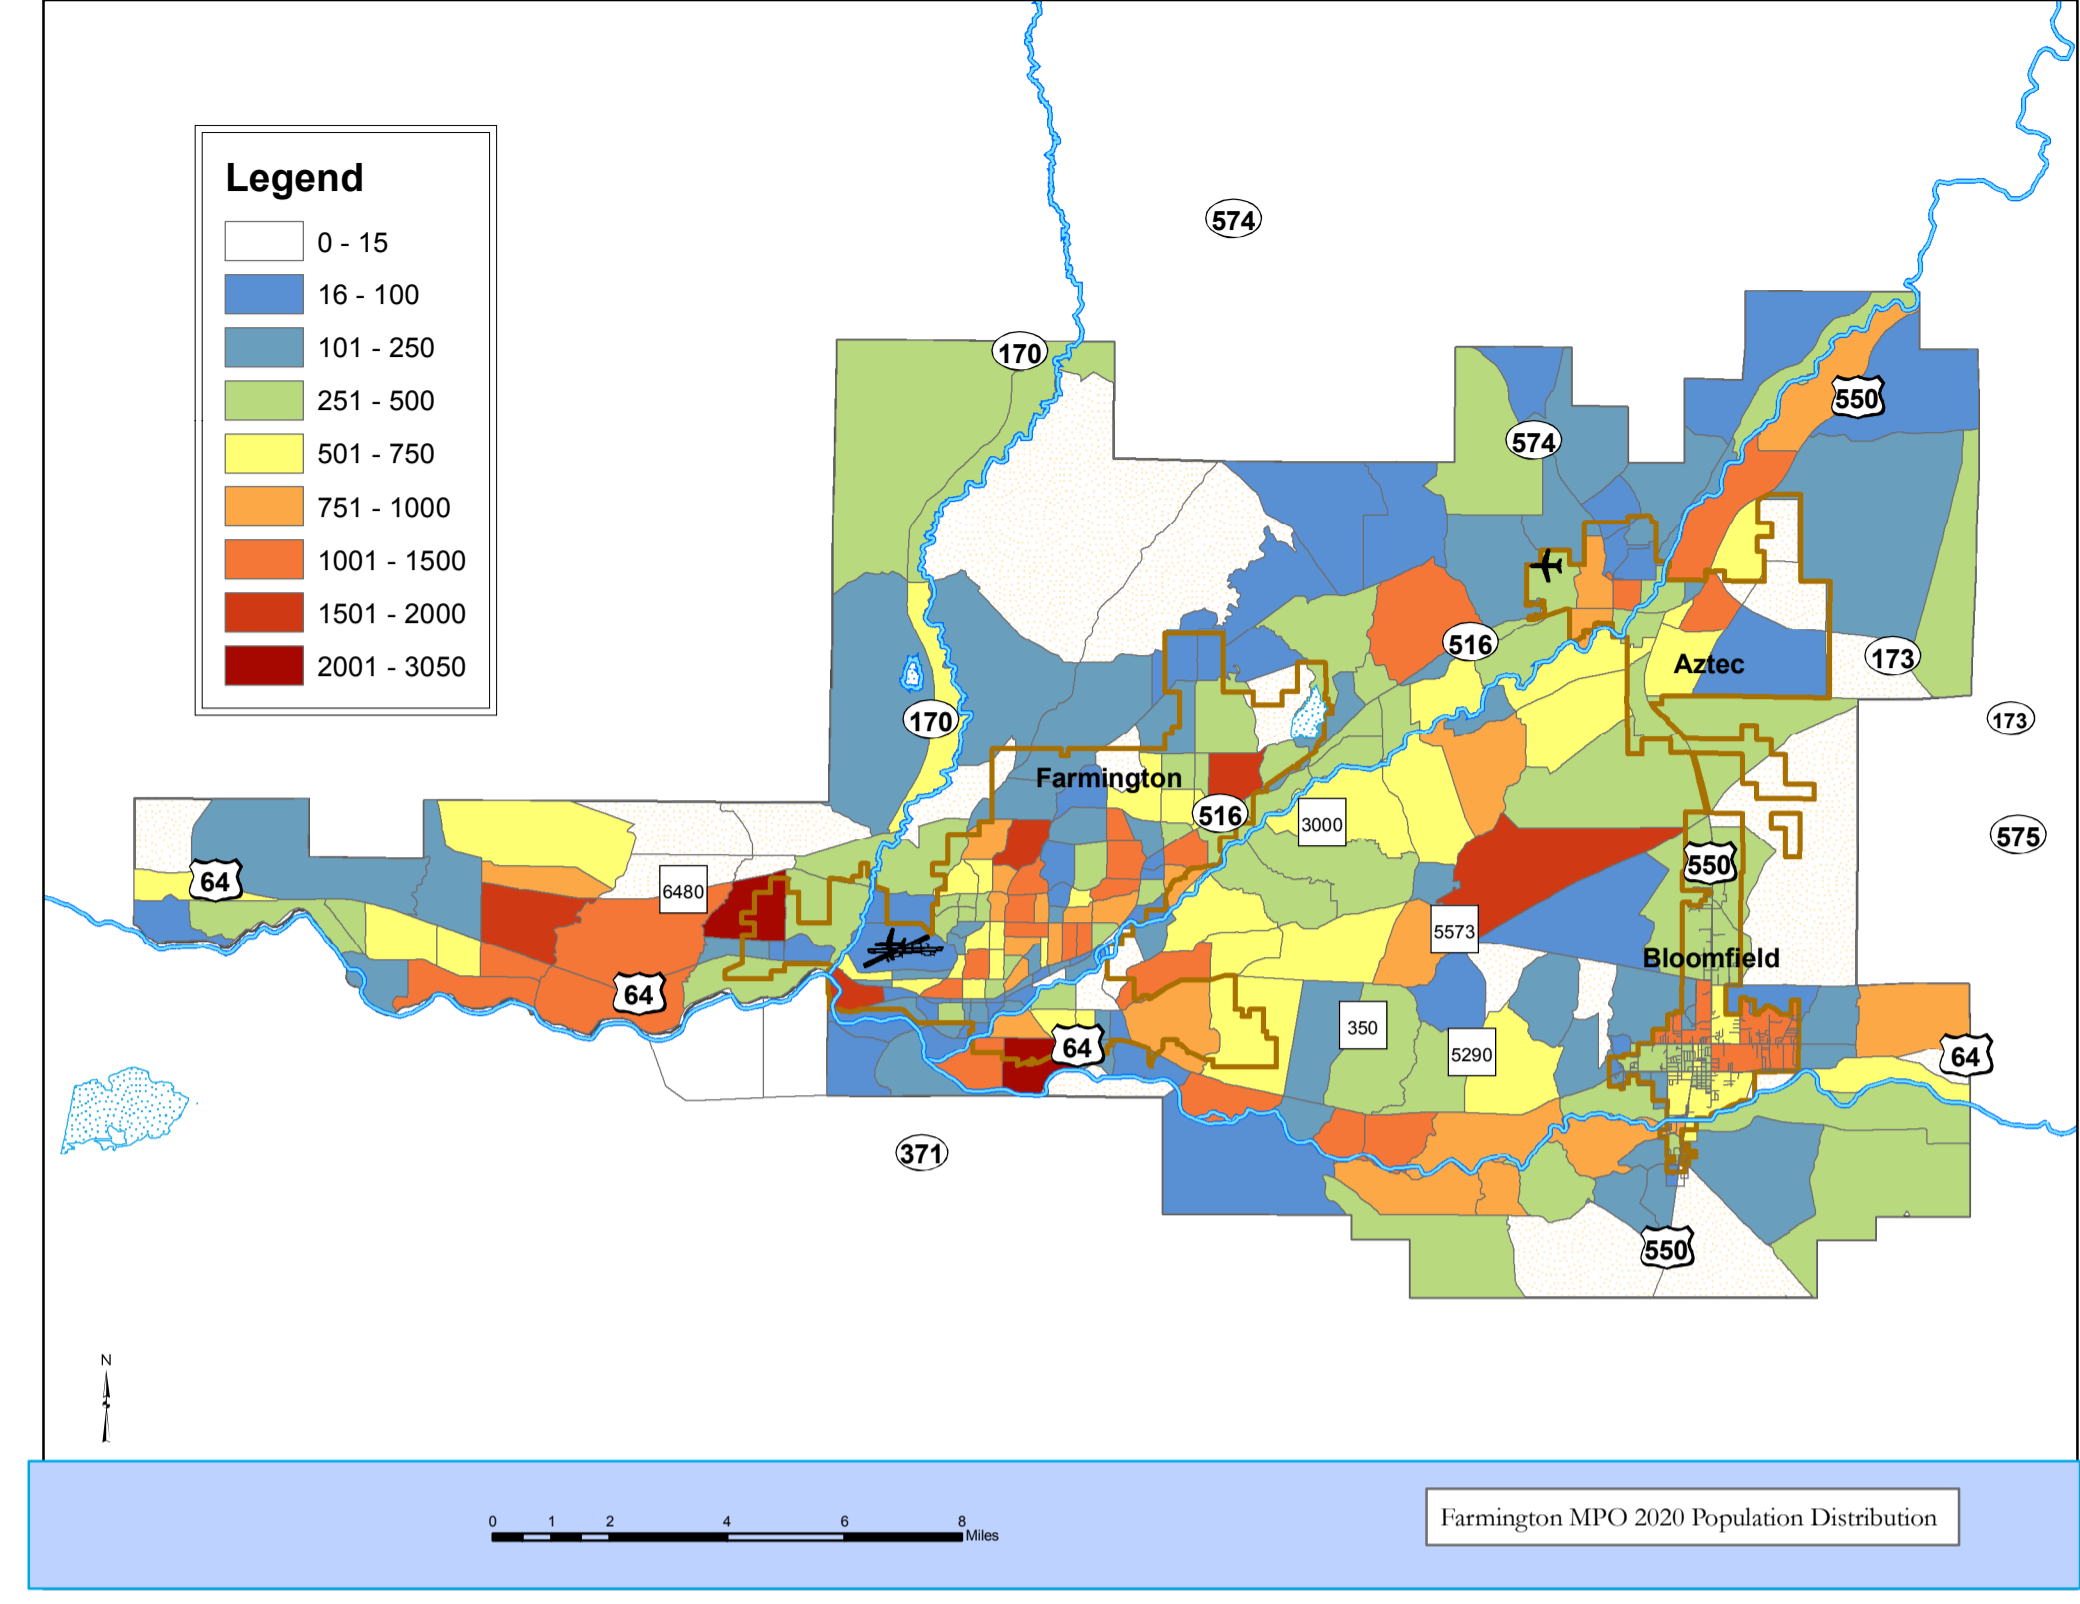 574
Legend
0 - 15
16 - 100
101 - 250
251 - 500
501 - 750
751 - 1000
1001 - 1500
1501 - 2000
2001 - 3050
170
550
574
516
Aztec
173
170
173
Farmington
516
3000
575
550
64
6480
5573
Bloomfield
64
350
64
5290
64
371
550
N
0 1 2 4 6 8
Miles
Farmington MPO 2020 Population Distribution